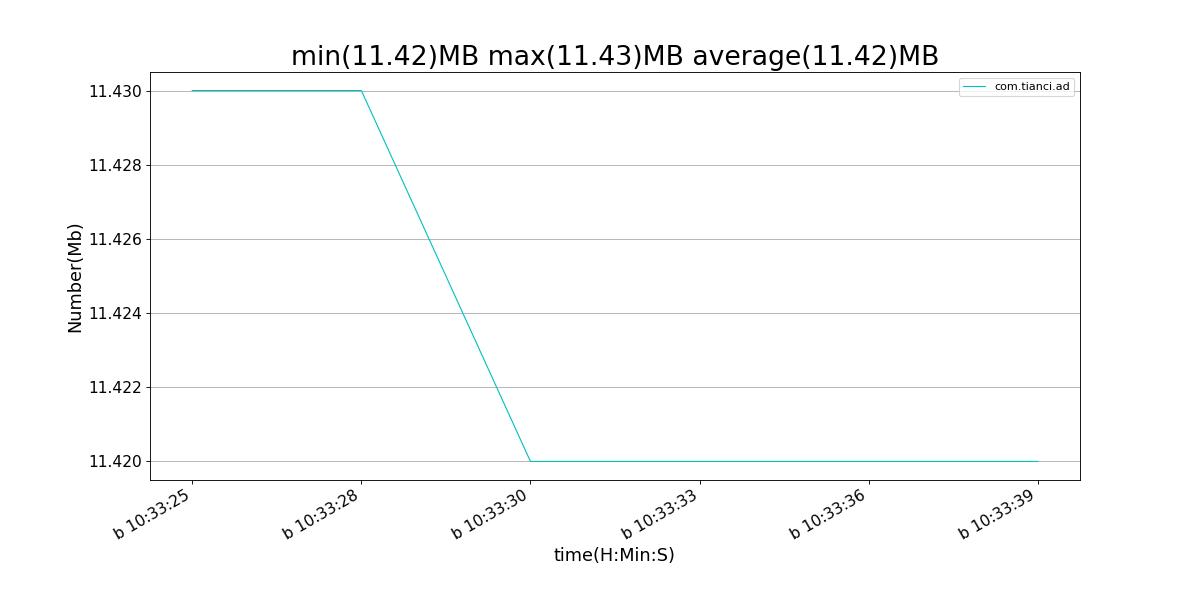 min(11.42)MB max(11.43)MB average(11.42)MB
com.tianci.ad
11.430
11.428
11.426
11.424
11.422
11.420
Number(Mb)
b 10:33:25
b 10:33:28
b 10:33:30
b 10:33:33
b 10:33:36
b 10:33:39
time(H:Min:S)